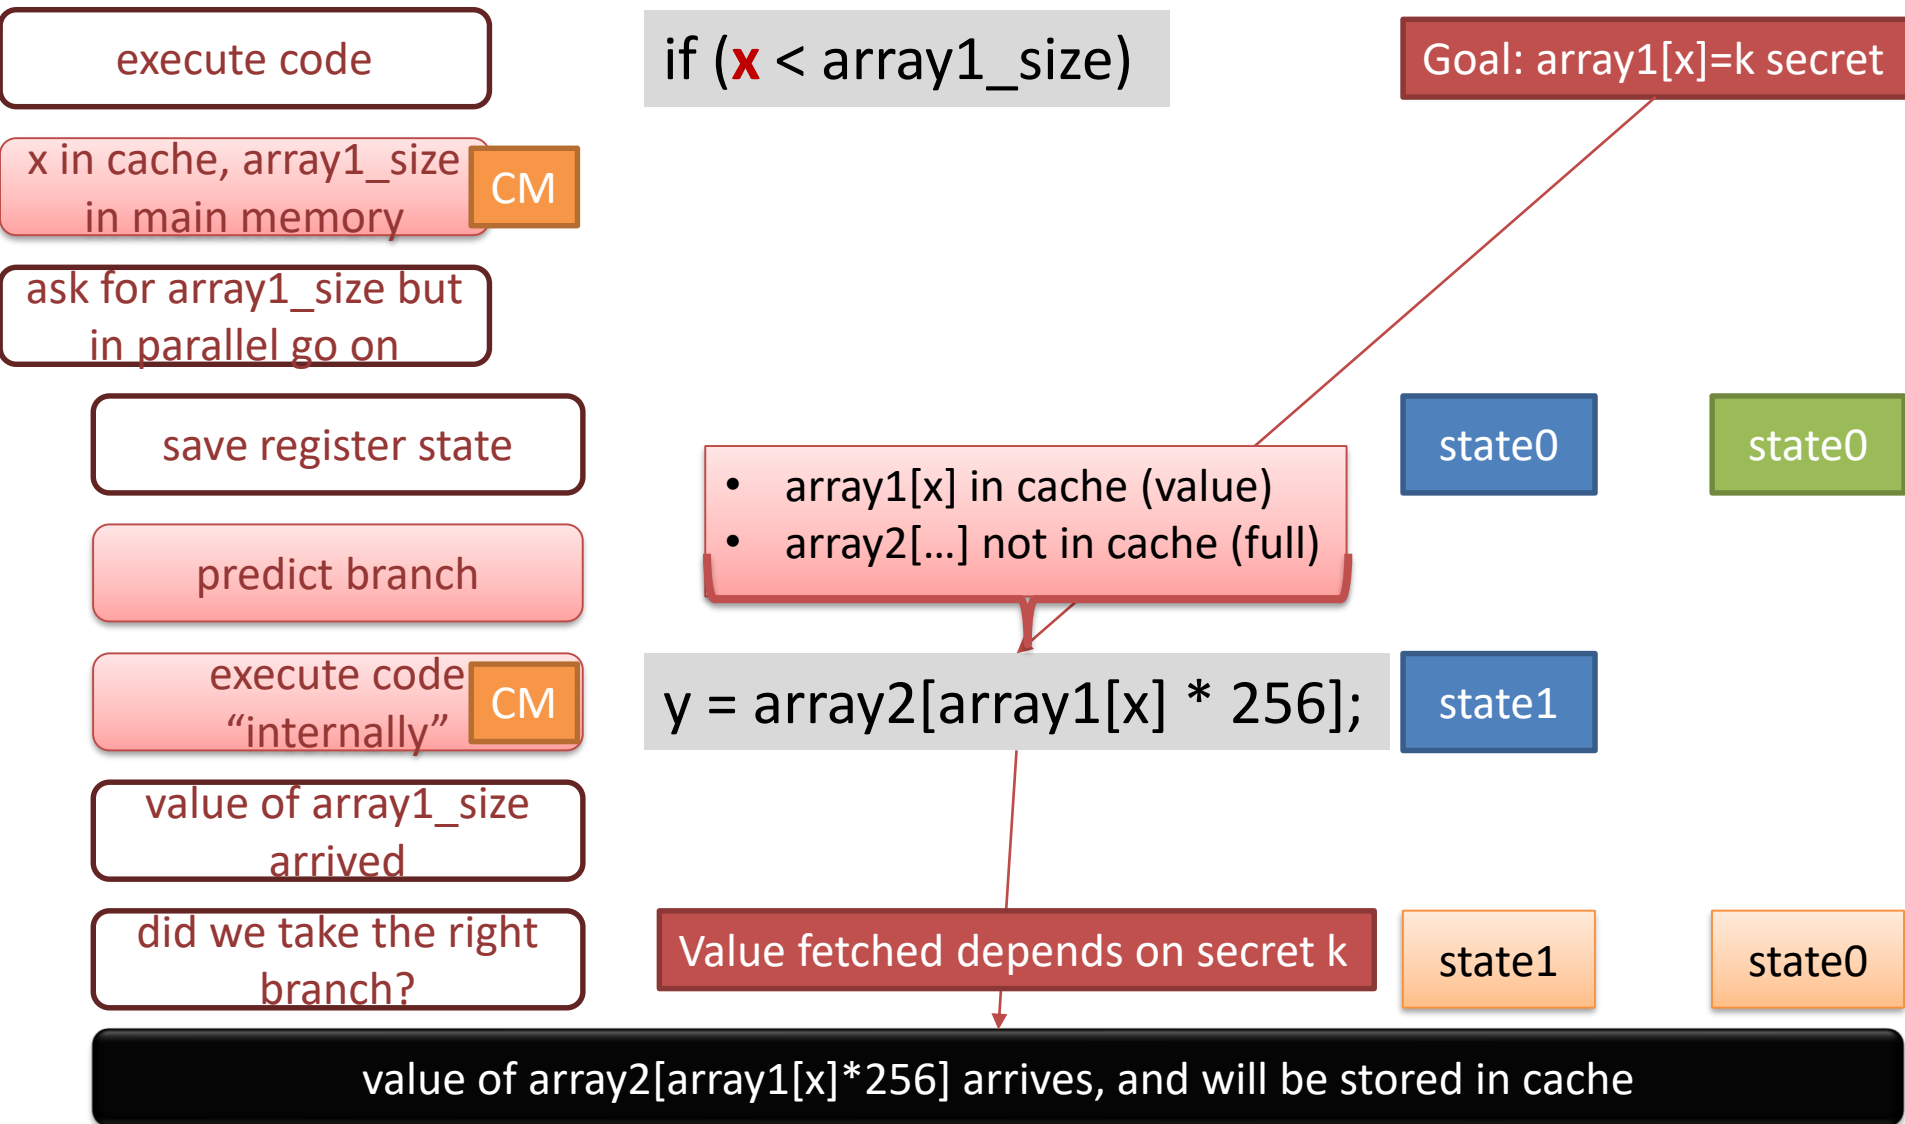 execute code
if (x < array1_size)
Goal: array1[x]=k secret
x in cache, array1_size
in main memory
CM
ask for array1_size but
in parallel go on
save register state
• array1[x] in cache (value)
• array2[...] not in cache (full)
state0
state0
predict branch
execute code
“internally”
CM
y = array2[array1[x] * 256];
state1
value of array1_size
arrived
did we take the right
branch?
Value fetched depends on secret k
state1
state0
value of array2[array1[x]*256] arrives, and will be stored in cache